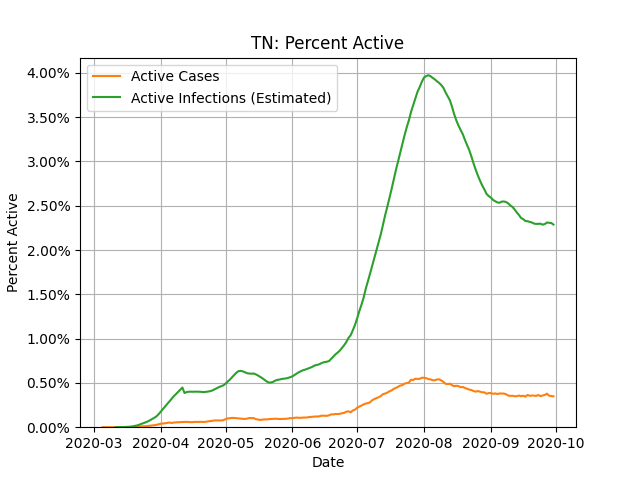 TN: Percent Active
Active Cases
Active Infections (Estimated)
4.00%
3.50%
3.00%
2.50%
2.00%
1.50%
1.00%
0.50%
0.00%
Percent Active
2020-03 2020-04 2020-05 2020-06 2020-07 2020-08 2020-09 2020-10
Date